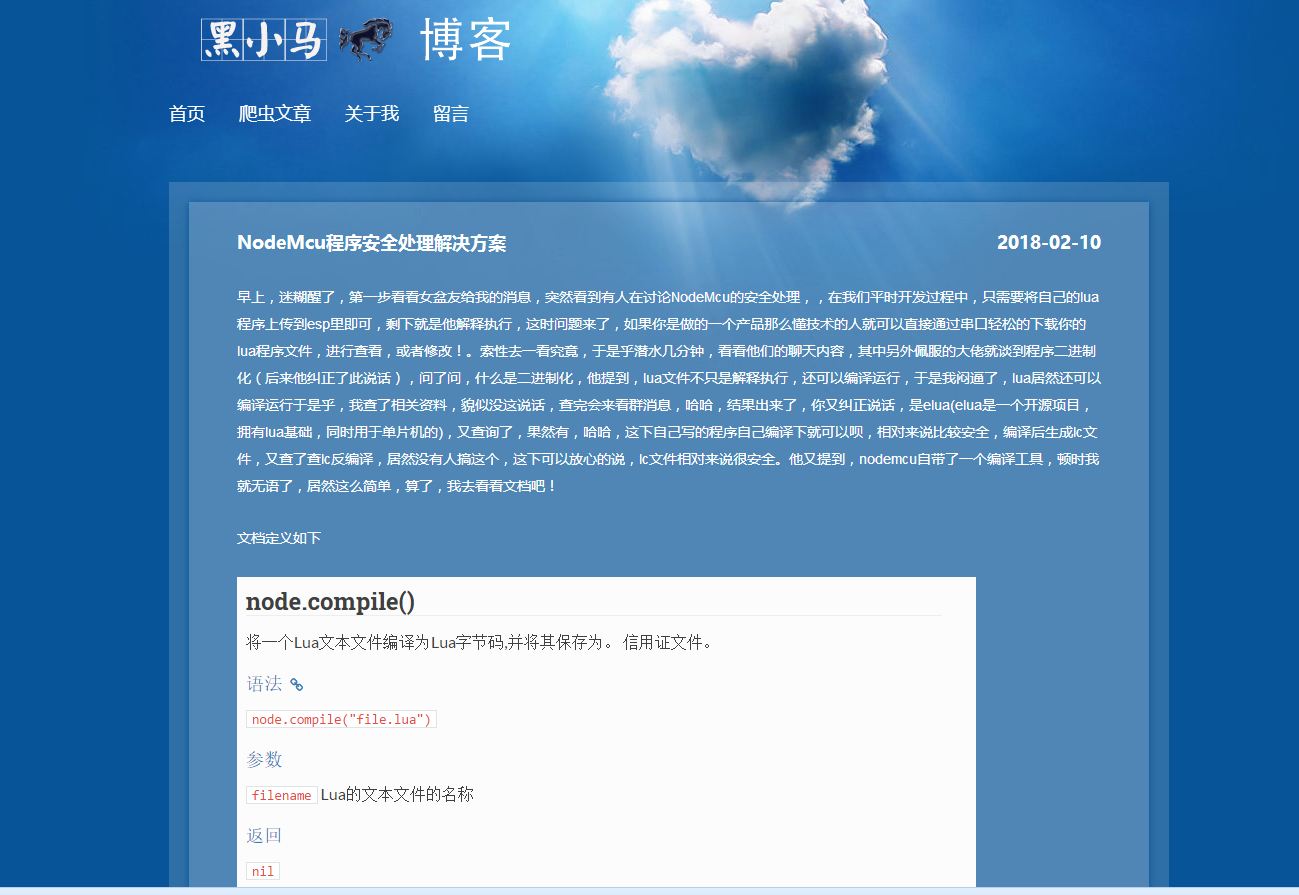 黑小马 博客
首页 爬虫文章 关于我 留言
NodeMcu程序安全处理解决方案 2018-02-10
早上，迷糊醒了，第一步看看女盆友给我的消息，突然看到有人在讨论NodeMcu的安全处理，，在我们平时开发过程中，只需要将自己的lua
程序上传到esp里即可，剩下就是他解释执行，这时问题来了，如果你是做的一个产品那么懂技术的人就可以直接通过串口轻松的下载你的
lua程序文件，进行查看，或者修改！。索性去一看究竟，于是乎潜水几分钟，看看他们的聊天内容，其中另外佩服的大佬就谈到程序二进制
化（后来他纠正了此说话），问了问，什么是二进制化，他提到，lua文件不只是解释执行，还可以编译运行，于是我闷逼了，lua居然还可以
编译运行于是乎，我查了相关资料，貌似没这说话，查完会来看群消息，哈哈，结果出来了，你又纠正说话，是elua(elua是一个开源项目，
拥有lua基础，同时用于单片机的)，又查询了，果然有，哈哈，这下自己写的程序自己编译下就可以呗，相对来说比较安全，编译后生成lc文
件，又查了查lc反编译，居然没有人搞这个，这下可以放心的说，lc文件相对来说很安全。他又提到，nodemcu自带了一个编译工具，顿时我
就无语了，居然这么简单，算了，我去看看文档吧！
文档定义如下
node.compile()
将一个Lua文本文件编译为Lua字节码,并将其保存为。 信用证文件。
语法
node.compile("file.lua")
参数
filename Lua的文本文件的名称
返回
nil